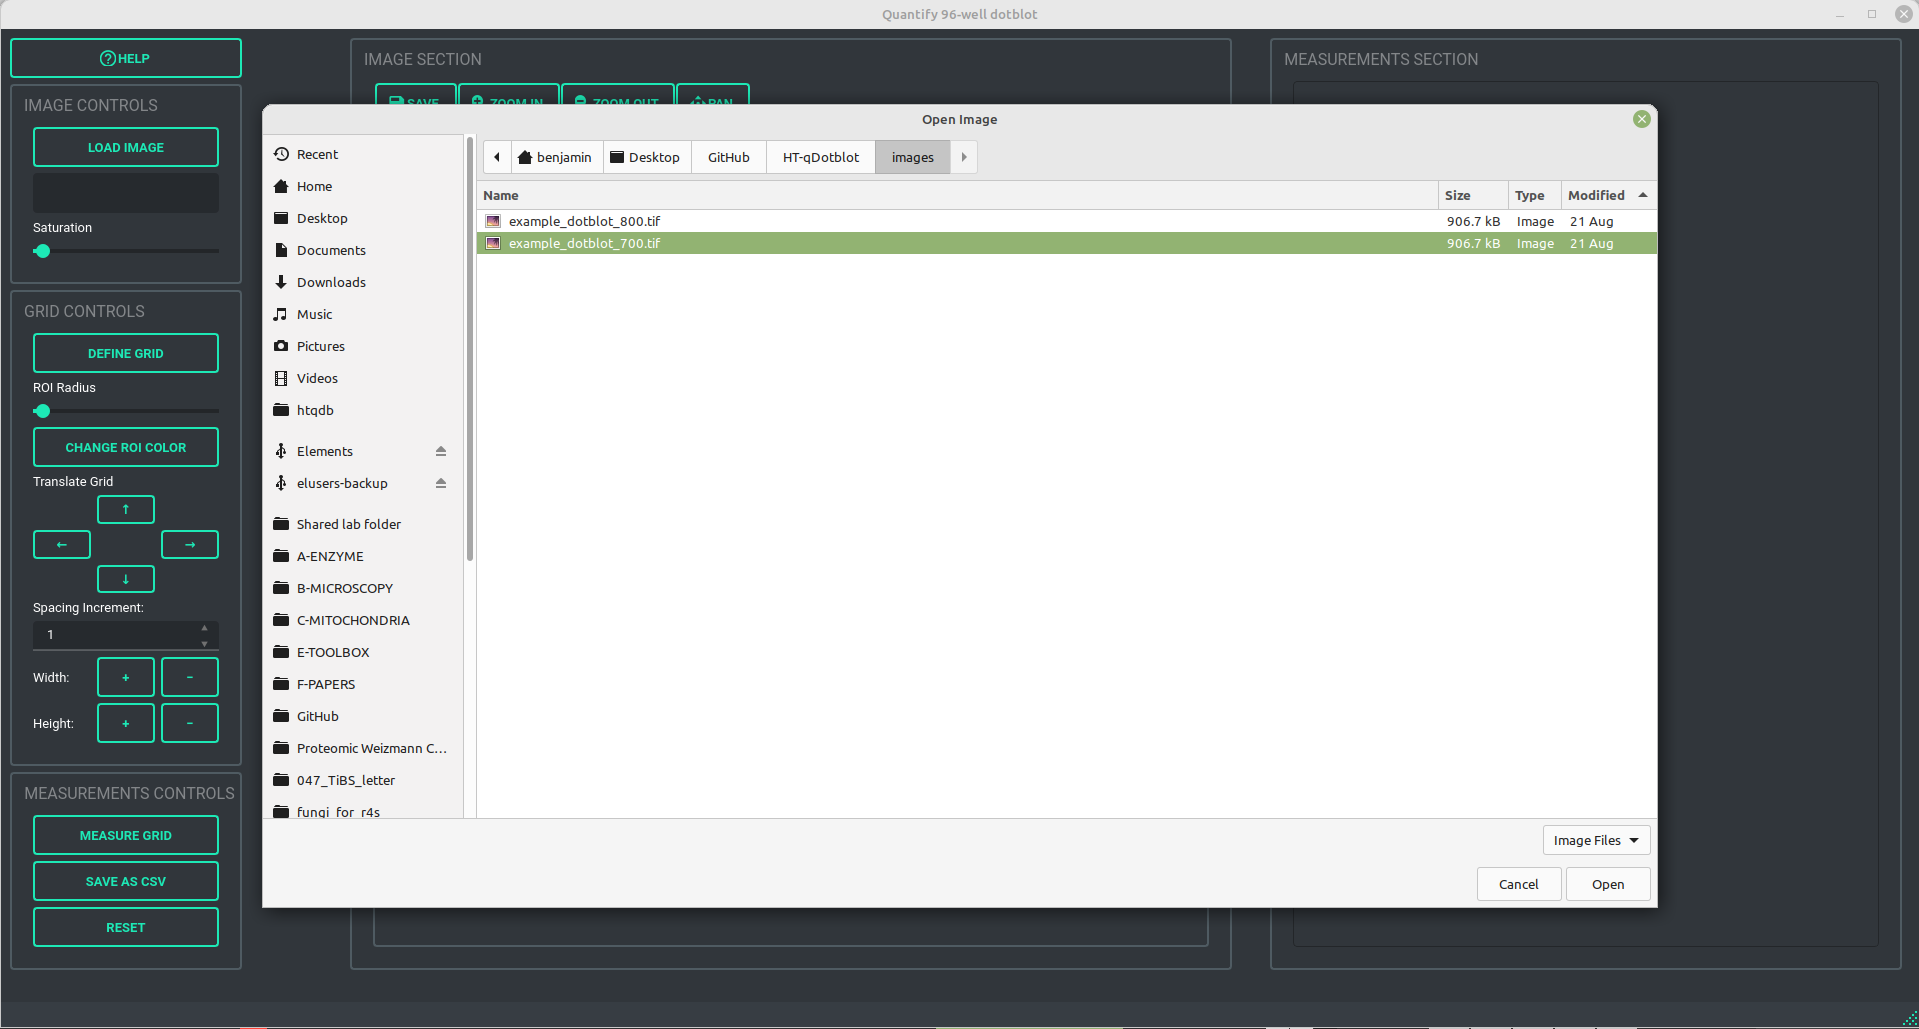 Quantify 96-well dotblot
HELP
IMAGE CONTROLS
LOAD IMAGE
Saturation
GRID CONTROLS
DEFINE GRID
ROI Radius
CHANGE ROI COLOR
Translate Grid
↑
← →
↓
Spacing Increment:
1
Width: + -
Height: + -
MEASUREMENTS CONTROLS
MEASURE GRID
SAVE AS CSV
RESET
IMAGE SECTION
SAVE ZOOM IN ZOOM OUT PAN
MEASUREMENTS SECTION
Open Image
Recent
Home
Desktop
Documents
Downloads
Music
Pictures
Videos
htqdb
Elements
elusers-backup
Shared lab folder
A-ENZYME
B-MICROSCOPY
C-MITOCHONDRIA
E-TOOLBOX
F-PAPERS
GitHub
Proteomic Weizmann C...
047_TiBS_letter
fungi_for_r4s
benjamin Desktop GitHub HT-qDotblot images
Name Size Type Modified
example_dotblot_800.tif 906.7 kB Image 21 Aug
example_dotblot_700.tif 906.7 kB Image 21 Aug
Image Files
Cancel Open